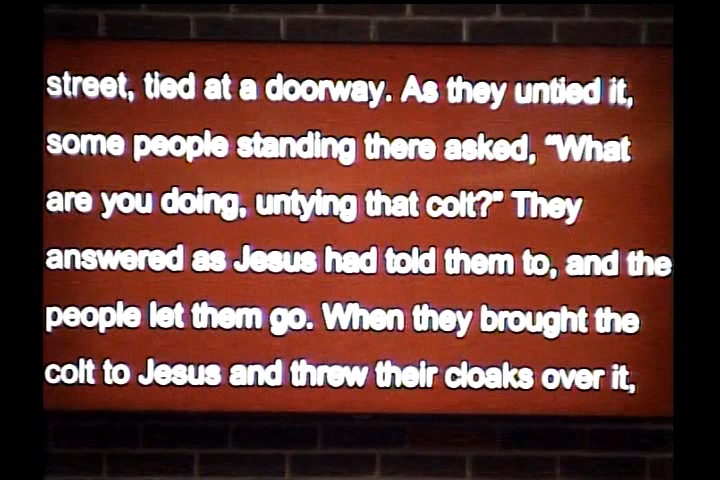 street, tied at a doorway. As they untied it,
some people standing there asked, “What
are you doing, untying that colt?” They
answered as Jesus had told them to, and the
people let them go. When they brought the
colt to Jesus and threw their cloaks over it,